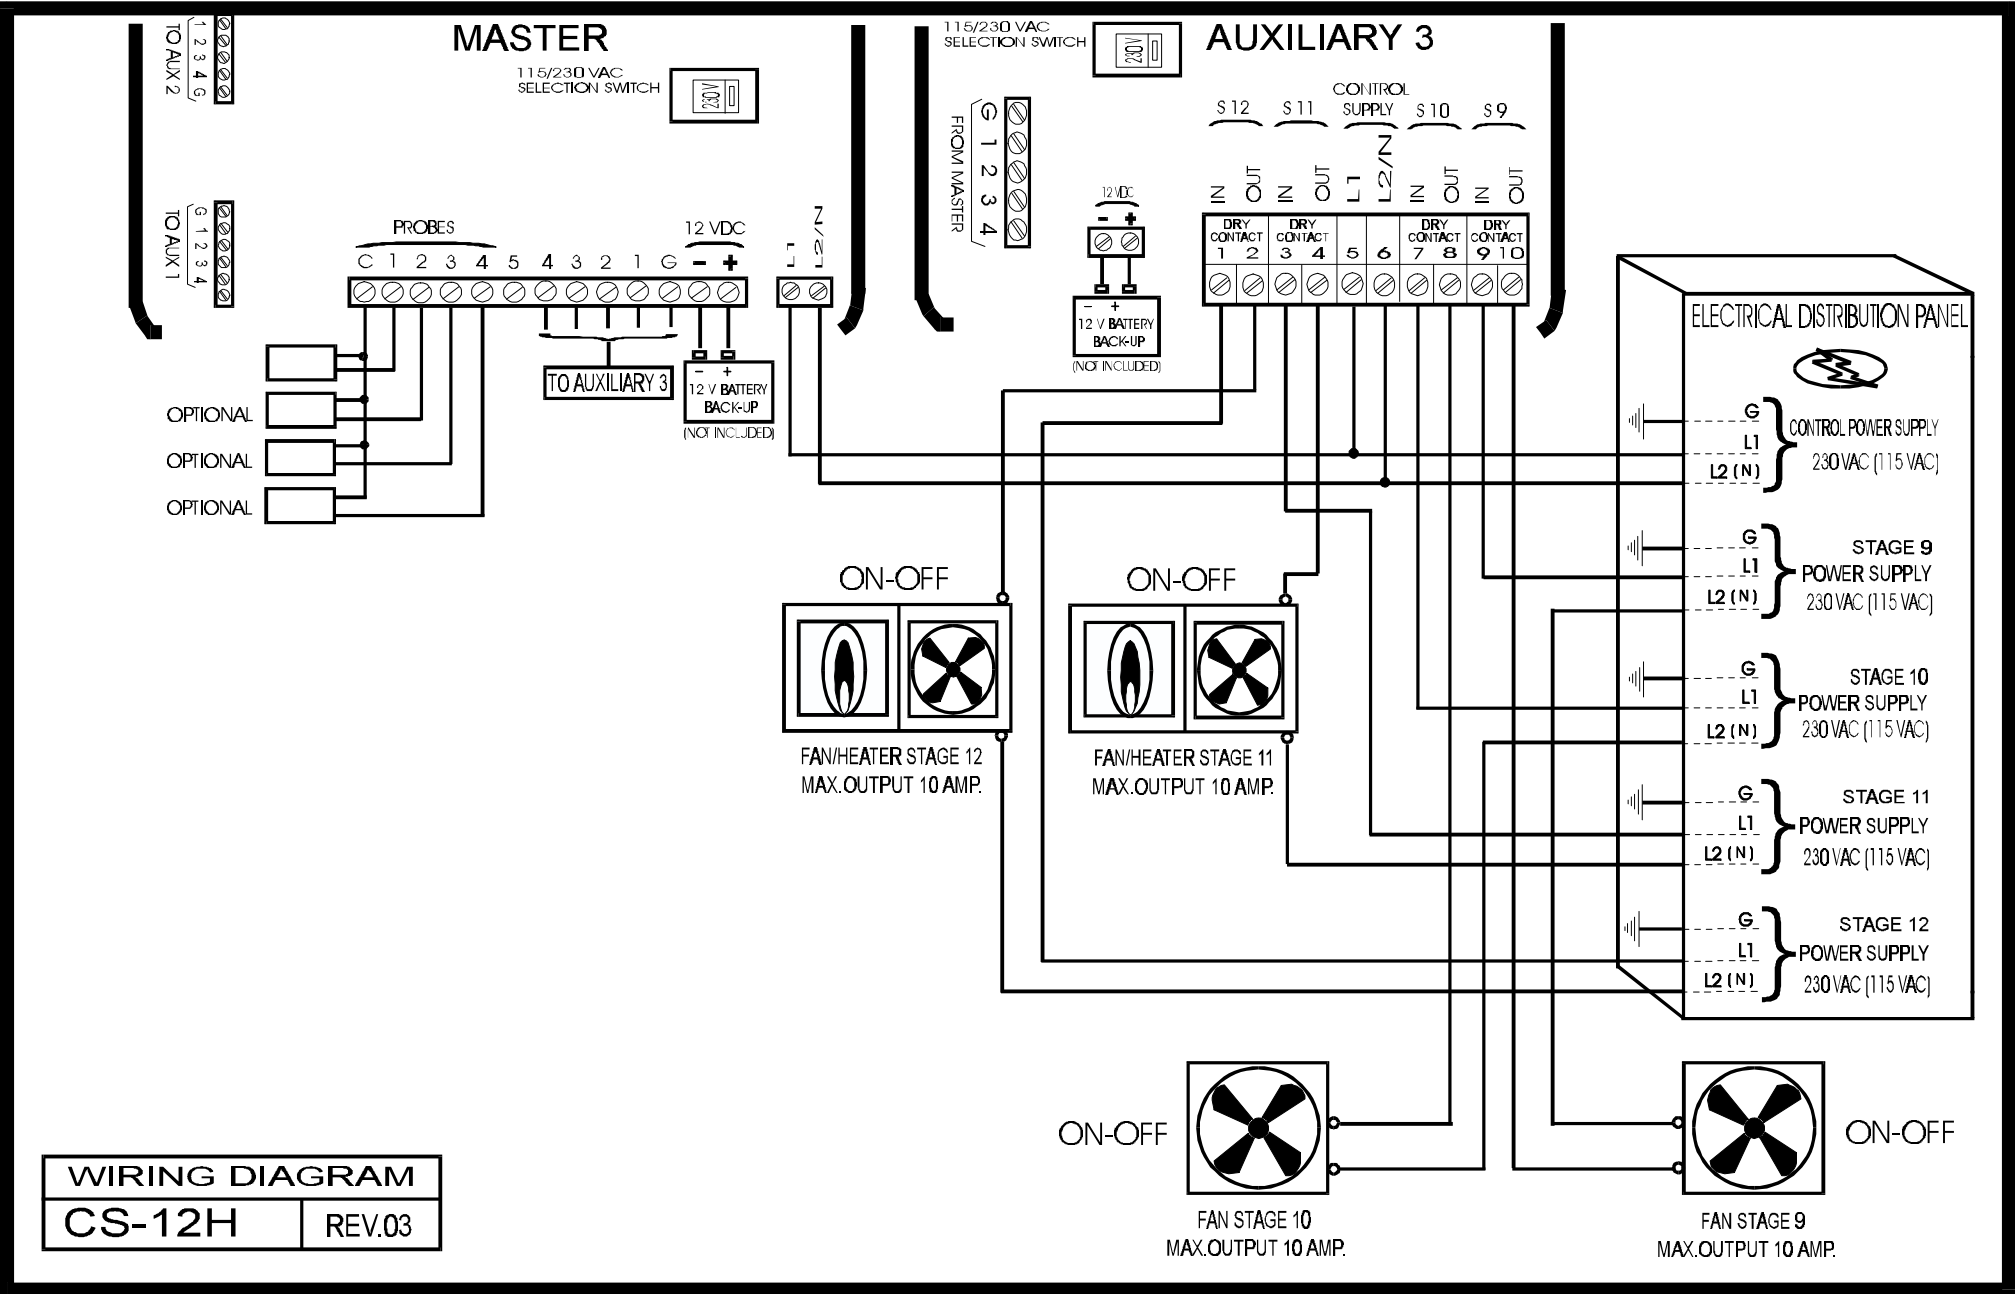 MASTER
115/230 VAC
SELECTION SWITCH
230V
TO AUX 2
1 2 3 4 G
TO AUX 1
G 1 2 3 4
PROBES
C 1 2 3 4 5 4 3 2 1 G
12 VDC
- +
L1
L2/N
OPTIONAL
OPTIONAL
OPTIONAL
TO AUXILIARY 3
- +
12 V BATTERY
BACK-UP
(NOT INCLUDED)
115/230 VAC
SELECTION SWITCH
230V
AUXILIARY 3
FROM MASTER
G 1 2 3 4
12 VDC
- +
- +
12 V BATTERY
BACK-UP
(NOT INCLUDED)
S 12
S 11
CONTROL
SUPPLY
S 10
S 9
IN OUT IN OUT L1 L2/N IN OUT IN OUT
DRY
CONTACT
DRY
CONTACT
DRY
CONTACT
DRY
CONTACT
1 2 3 4 5 6 7 8 9 10
ELECTRICAL DISTRIBUTION PANEL
G
L1
L2 (N)
CONTROL POWER SUPPLY
230 VAC (115 VAC)
G
L1
L2 (N)
STAGE 9
POWER SUPPLY
230 VAC (115 VAC)
G
L1
L2 (N)
STAGE 10
POWER SUPPLY
230 VAC (115 VAC)
G
L1
L2 (N)
STAGE 11
POWER SUPPLY
230 VAC (115 VAC)
G
L1
L2 (N)
STAGE 12
POWER SUPPLY
230 VAC (115 VAC)
ON-OFF
FAN/HEATER STAGE 12
MAX.OUTPUT 10 AMP.
ON-OFF
FAN/HEATER STAGE 11
MAX.OUTPUT 10 AMP.
ON-OFF
FAN STAGE 10
MAX.OUTPUT 10 AMP.
ON-OFF
FAN STAGE 9
MAX.OUTPUT 10 AMP.
WIRING DIAGRAM
CS-12H
REV.03